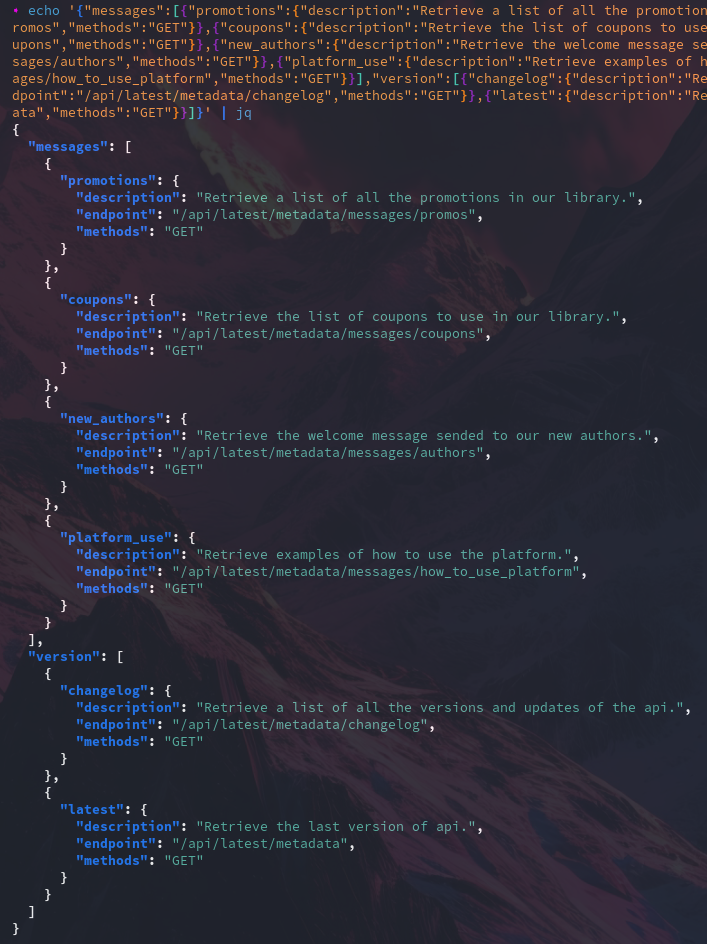 echo '{"messages":[{"promotions":{"description":"Retrieve a list of all the promotion
romos","methods":"GET"}},{"coupons":{"description":"Retrieve the list of coupons to use
upons","methods":"GET"}},{"new_authors":{"description":"Retrieve the welcome message se
sages/authors","methods":"GET"}},{"platform_use":{"description":"Retrieve examples of h
ages/how_to_use_platform","methods":"GET"}}],"version":[{"changelog":{"description":"Re
dpoint":"/api/latest/metadata/changelog","methods":"GET"}},{"latest":{"description":"Re
ata","methods":"GET"}}]}' | jq
{
  "messages": [
    {
      "promotions": {
        "description": "Retrieve a list of all the promotions in our library.",
        "endpoint": "/api/latest/metadata/messages/promos",
        "methods": "GET"
      }
    },
    {
      "coupons": {
        "description": "Retrieve the list of coupons to use in our library.",
        "endpoint": "/api/latest/metadata/messages/coupons",
        "methods": "GET"
      }
    },
    {
      "new_authors": {
        "description": "Retrieve the welcome message sended to our new authors.",
        "endpoint": "/api/latest/metadata/messages/authors",
        "methods": "GET"
      }
    },
    {
      "platform_use": {
        "description": "Retrieve examples of how to use the platform.",
        "endpoint": "/api/latest/metadata/messages/how_to_use_platform",
        "methods": "GET"
      }
    }
  ],
  "version": [
    {
      "changelog": {
        "description": "Retrieve a list of all the versions and updates of the api.",
        "endpoint": "/api/latest/metadata/changelog",
        "methods": "GET"
      }
    },
    {
      "latest": {
        "description": "Retrieve the last version of api.",
        "endpoint": "/api/latest/metadata",
        "methods": "GET"
      }
    }
  ]
}